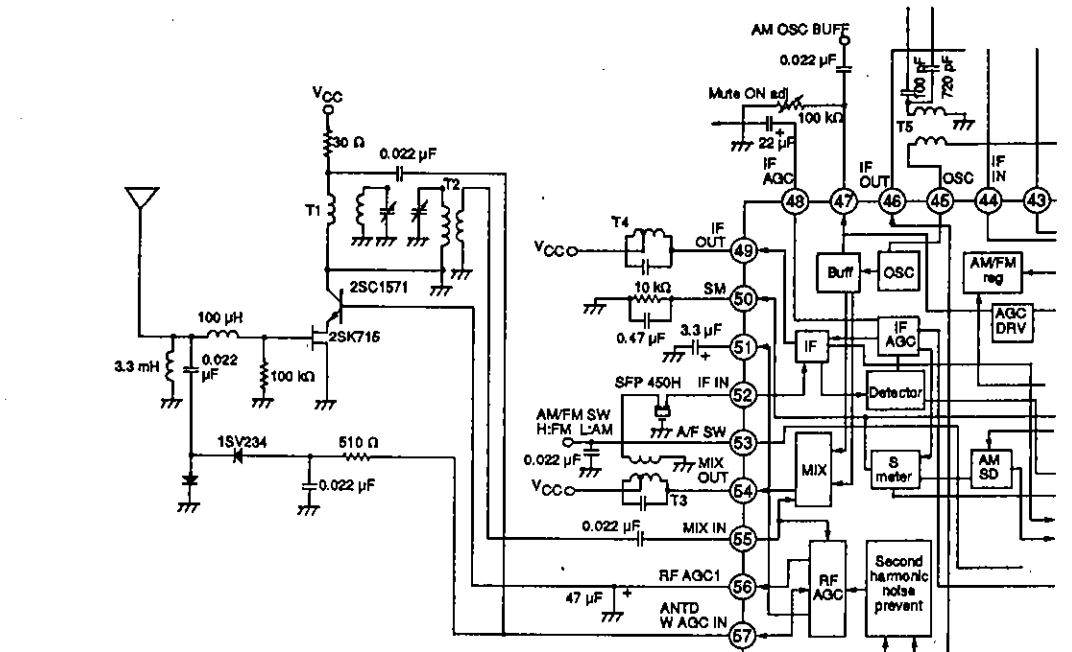 AM OSC BUFF
0.022 µF
Mute ON adj
100 kΩ
22 µF
+
100 pF
720 pF
T5
IF
AGC
IF
OUT
OSC
IF
IN
48
47
46
45
44
43
VCC
30 Ω
0.022 µF
T1
T2
2SC1571
2SK715
100 µH
3.3 mH
0.022
µF
100 kΩ
1SV234
510 Ω
0.022 µF
T4
VCC
IF
OUT
49
10 kΩ
SM
50
0.47 µF
3.3 µF
+
51
SFP 450H
IF IN
52
AM/FM SW
H:FM L:AM
A/F SW
53
0.022 µF
MIX
OUT
VCC
54
T3
0.022 µF
MIX IN
55
RF AGC1
56
47 µF
+
ANTD
W AGC IN
57
Buff
OSC
AM/FM
reg
AGC
DRV
IF
IF
AGC
Detector
MIX
S
meter
AM
SD
RF
AGC
Second
harmonic
noise
prevent